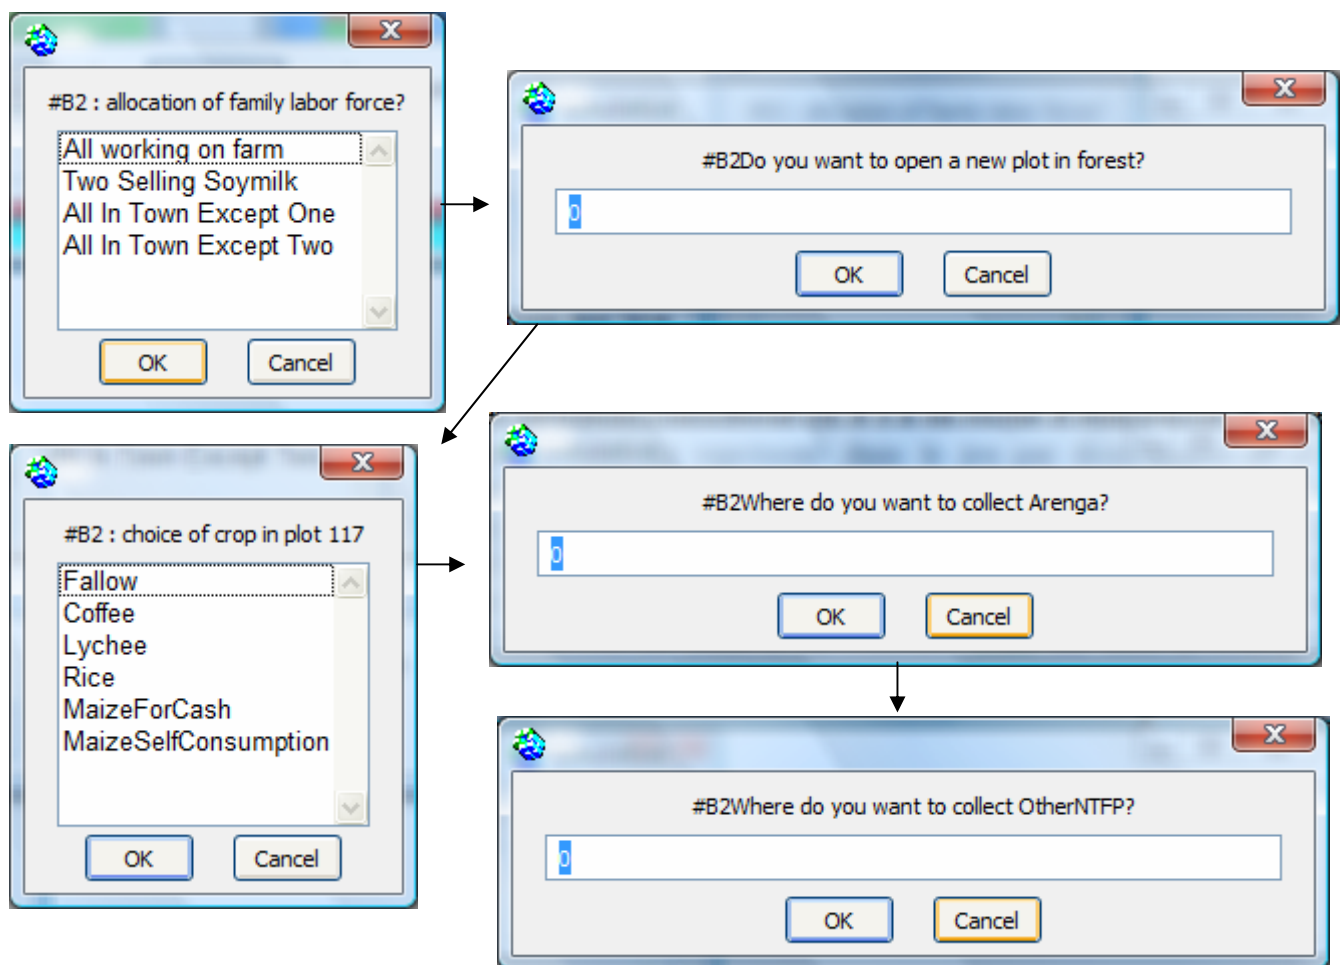 #B2 : allocation of family labor force?
All working on farm
Two Selling Soymilk
All In Town Except One
All In Town Except Two
OK
Cancel
#B2Do you want to open a new plot in forest?
0
OK
Cancel
#B2 : choice of crop in plot 117
Fallow
Coffee
Lychee
Rice
MaizeForCash
MaizeSelfConsumption
OK
Cancel
#B2Where do you want to collect Arenga?
0
OK
Cancel
#B2Where do you want to collect OtherNTFP?
0
OK
Cancel